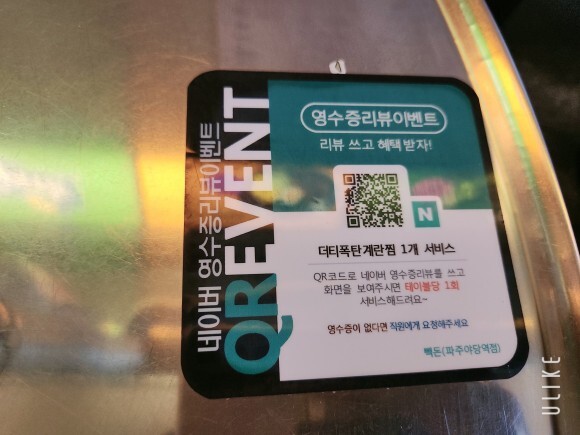 네이버 영수증리뷰이벤트
QREVENT
영수증리뷰이벤트
리뷰 쓰고 혜택받자!
N
더티폭탄계란찜 1개 서비스
QR코드로 네이버 영수증리뷰를 쓰고
화면을 보여주시면 테이블당 1회
서비스해드려요~
영수증이 없다면 직원에게 요청해주세요
빽돈(파주야당역점)
ULIKE